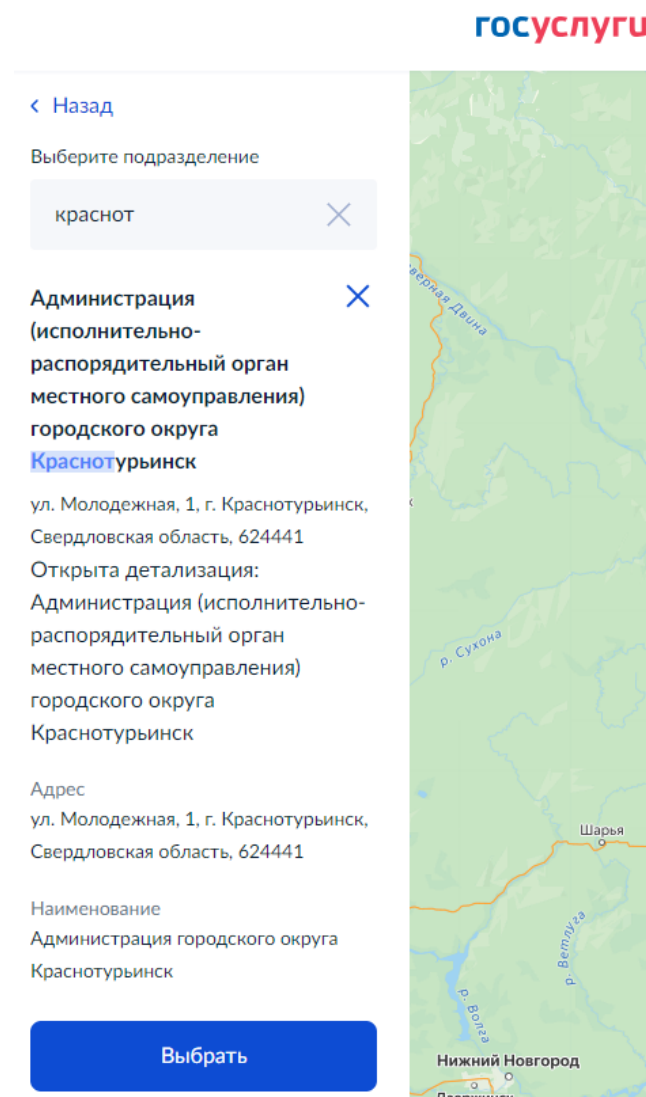 госуслуги
Назад
Выберите подразделение
краснот
Администрация
(исполнительно-
распорядительный орган
местного самоуправления)
городского округа
Краснотурьинск
ул. Молодежная, 1, г. Краснотурьинск,
Свердловская область, 624441
Открыта детализация:
Администрация (исполнительно-
распорядительный орган
местного самоуправления)
городского округа
Краснотурьинск
Адрес
ул. Молодежная, 1, г. Краснотурьинск,
Свердловская область, 624441
Наименование
Администрация городского округа
Краснотурьинск
Выбрать
Двина
р. Сухона
Шарья
р. Ветлуга
р. Волга
Нижний Новгород